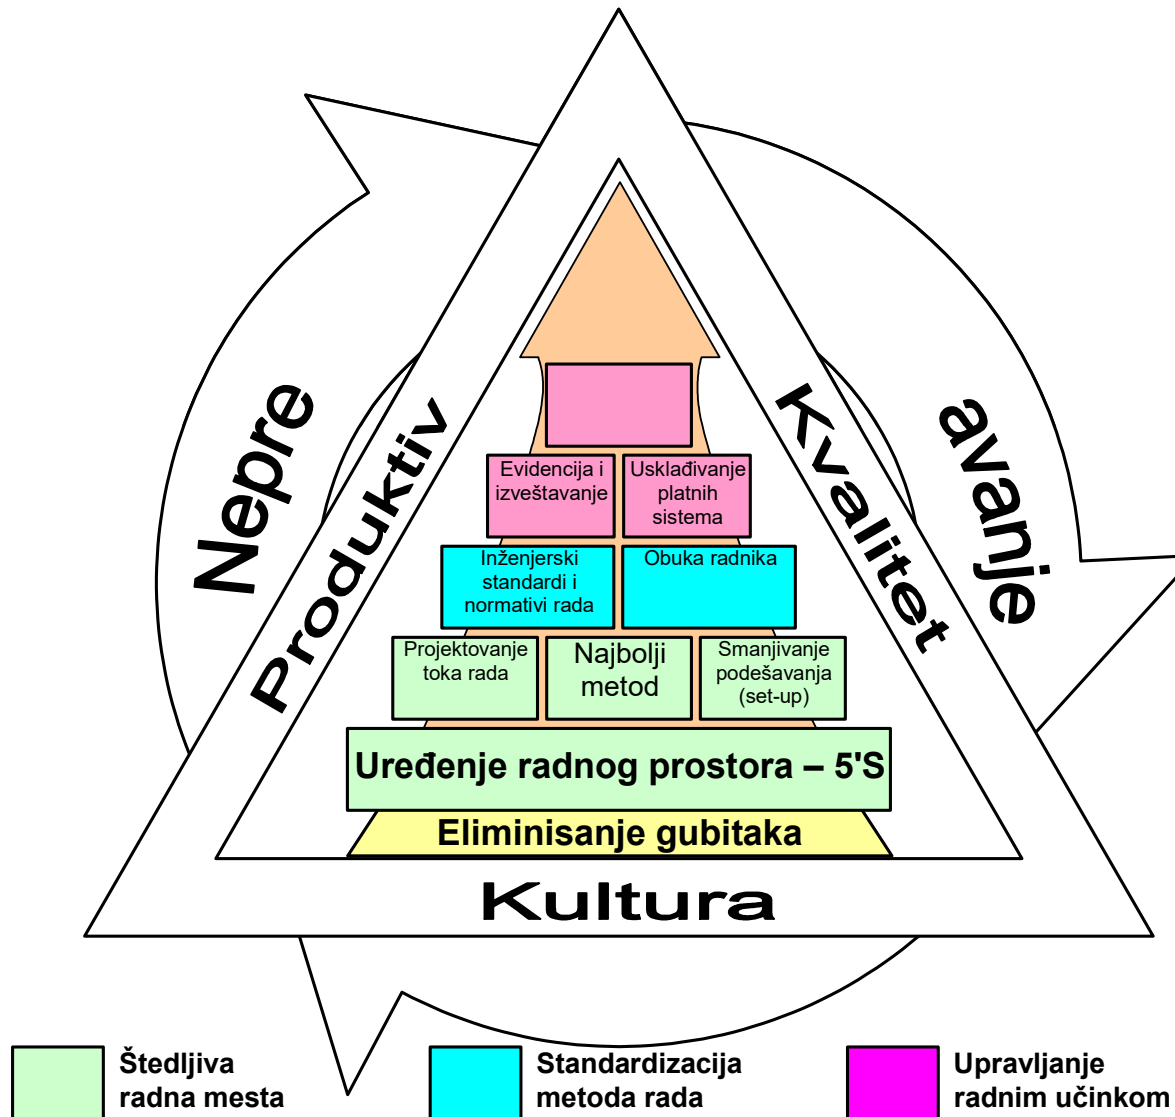 Nepre
avanje
Produktiv
Kvalitet
Evidencija i
izveštavanje
Usklađivanje
platnih
sistema
Inženjerski
standardi i
normativi rada
Obuka radnika
Projektovanje
toka rada
Najbolji
metod
Smanjivanje
podešavanja
(set-up)
Uređenje radnog prostora – 5'S
Eliminisanje gubitaka
Kultura
Štedljiva
radna mesta
Standardizacija
metoda rada
Upravljanje
radnim učinkom